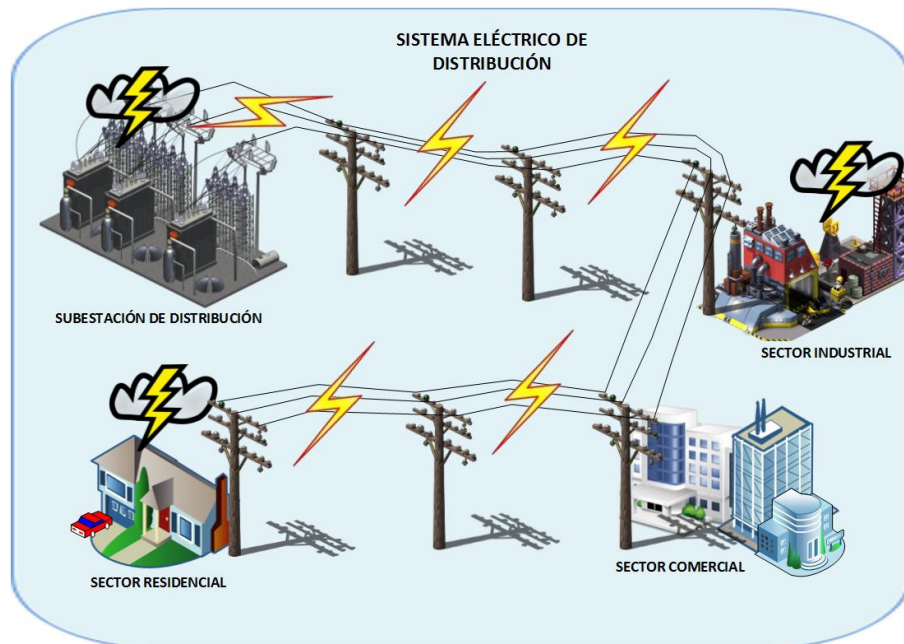 SISTEMA ELÉCTRICO DE
DISTRIBUCIÓN
SUBESTACIÓN DE DISTRIBUCIÓN
SECTOR INDUSTRIAL
SECTOR RESIDENCIAL
SECTOR COMERCIAL